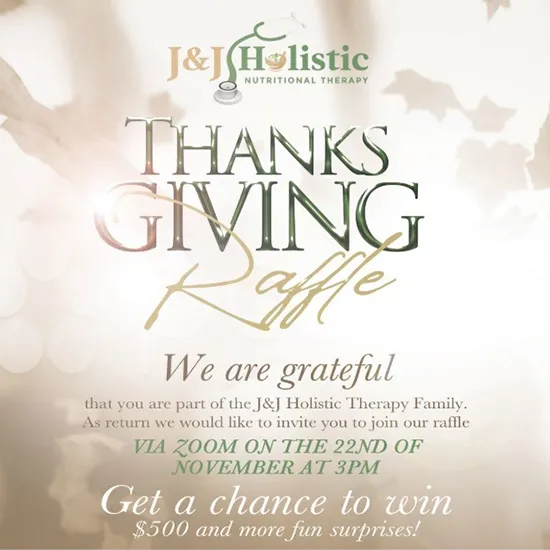 J&J Holistic
NUTRITIONAL THERAPY
THANKS
GIVING
Raffle
We are grateful
that you are part of the J&J Holistic Therapy Family.
As return we would like to invite you to join our raffle
VIA ZOOM ON THE 22ND OF
NOVEMBER AT 3PM
Get a chance to win
$500 and more fun surprises!